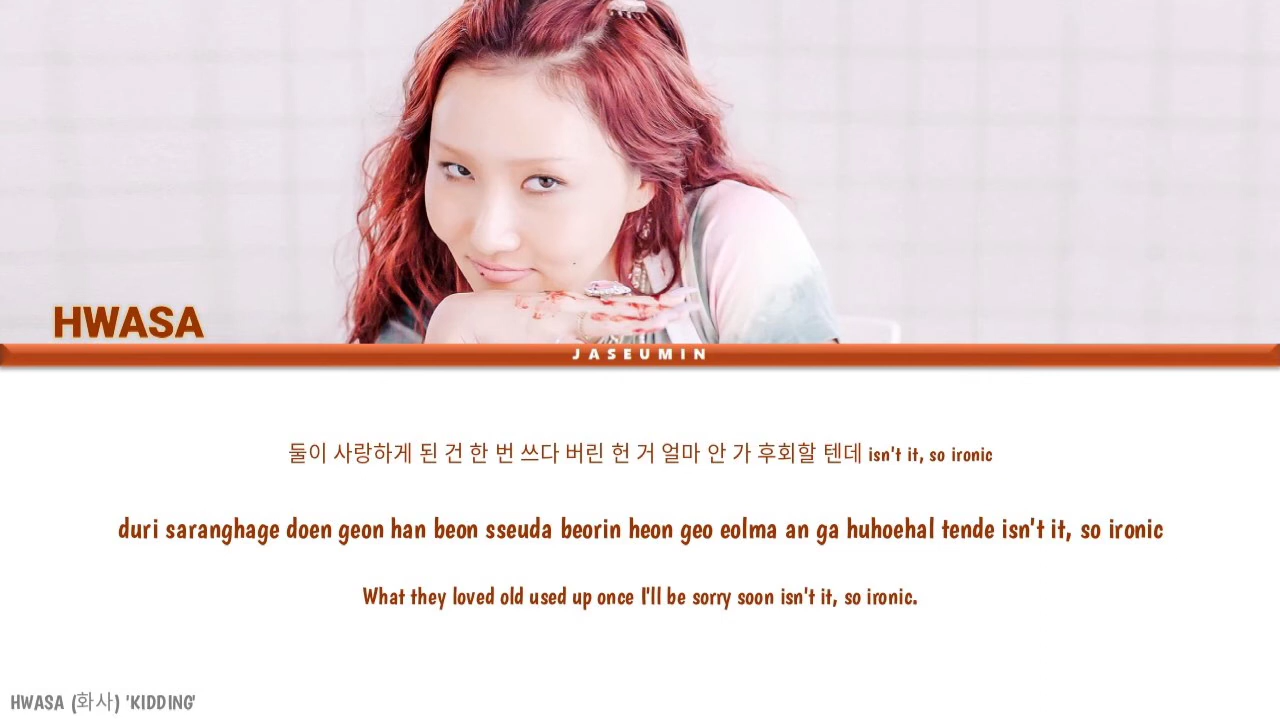 HWASA
JASEUMIN
둘이 사랑하게 된 건 한 번 쓰다 버린 헌 거 얼마 안 가 후회할 텐데 isn't it, so ironic
duri saranghage doen geon han beon sseuda beorin heon geo eolma an ga huhoehal tende isn't it, so ironic
What they loved old used up once I'll be sorry soon isn't it, so ironic.
HWASA (화사) 'KIDDING'